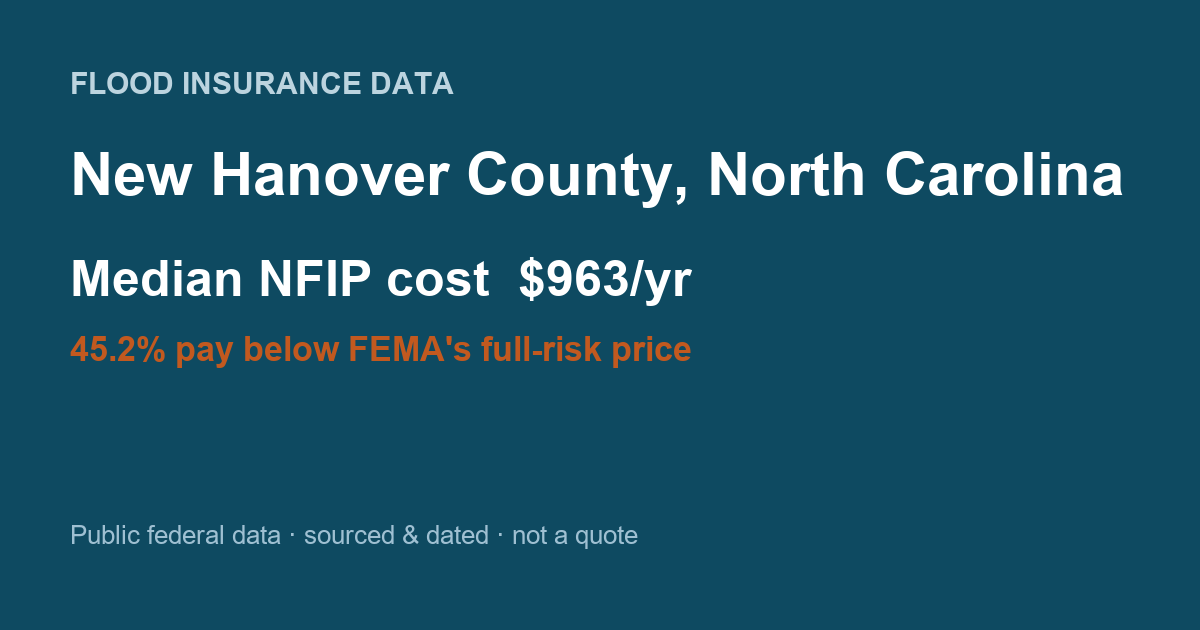 FLOOD INSURANCE DATA
New Hanover County, North Carolina
Median NFIP cost  $963/yr
45.2% pay below FEMA's full-risk price
Public federal data · sourced & dated · not a quote